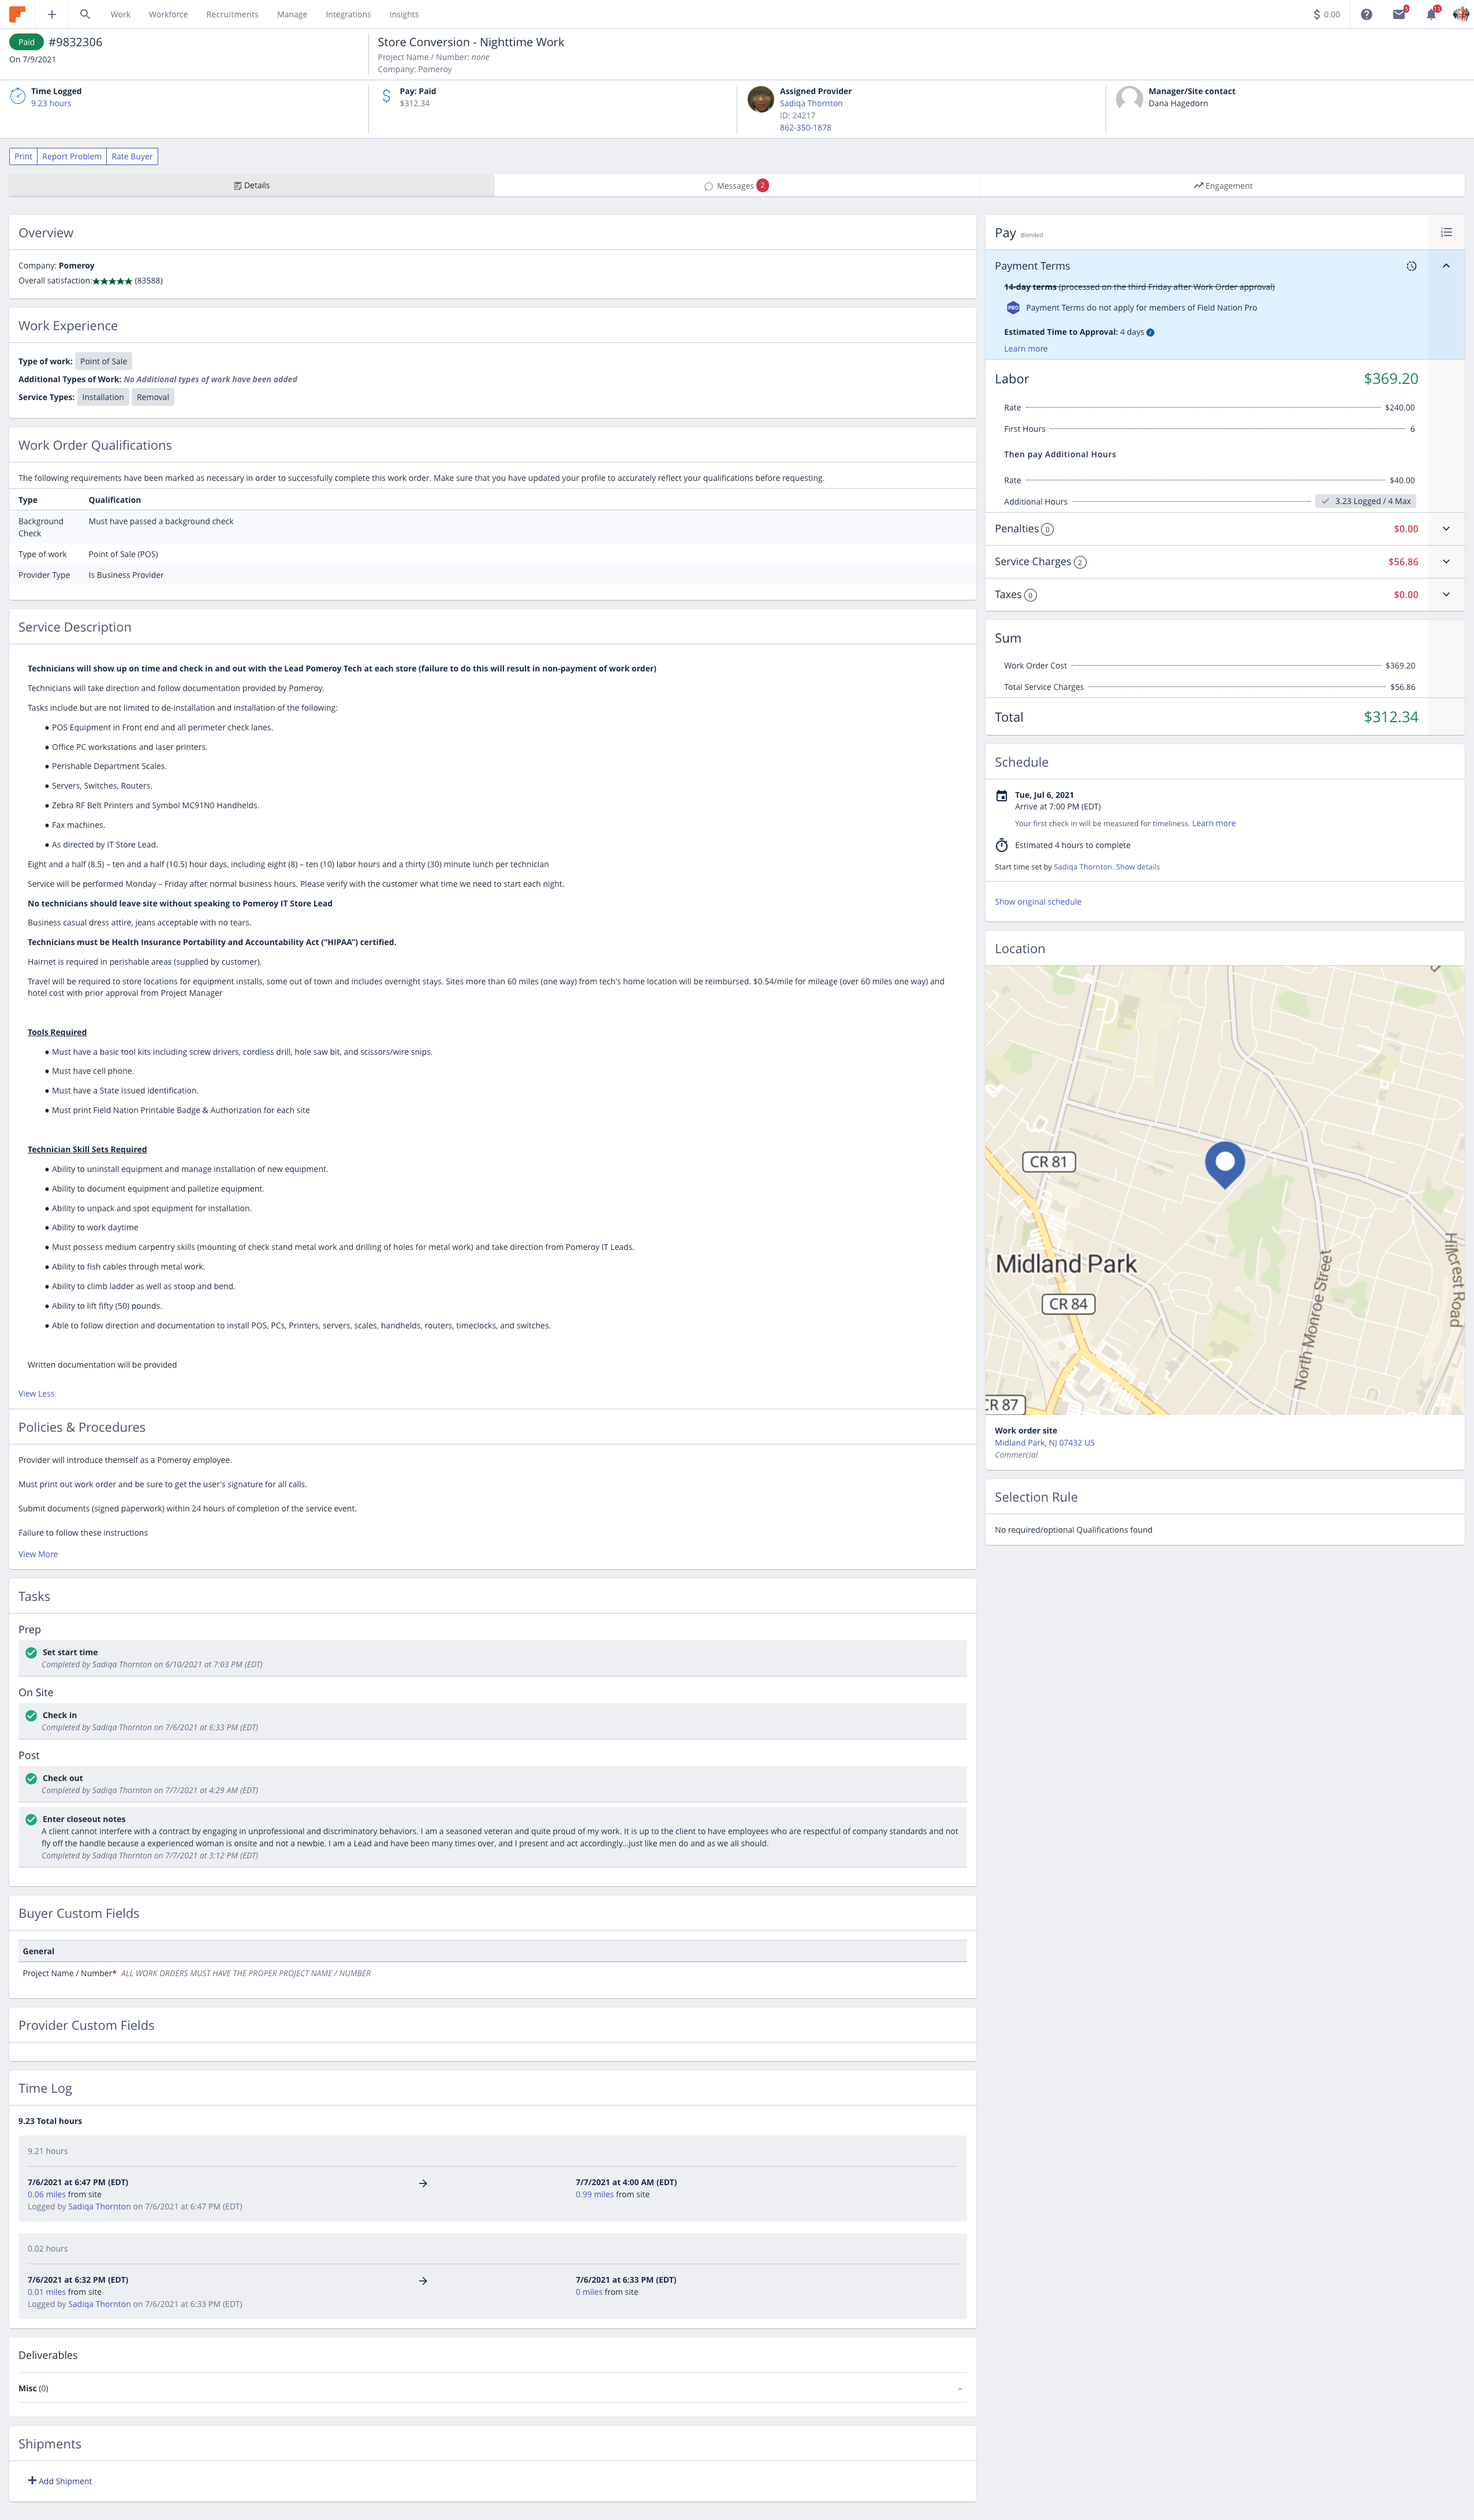 Work Workforce Recruitments Manage Integrations Insights $ 0.00 5 11
Paid #9832306
On 7/9/2021
Store Conversion - Nighttime Work
Project Name / Number: none
Company: Pomeroy
Time Logged
9.23 hours
Pay: Paid
$312.34
Assigned Provider
Sadiqa Thornton
ID: 24217
862-350-1878
Manager/Site contact
Dana Hagedorn
Print Report Problem Rate Buyer
Details Messages 2 Engagement
Overview
Company: Pomeroy
Overall satisfaction:★★★★★ (83588)
Work Experience
Type of work: Point of Sale
Additional Types of Work: No Additional types of work have been added
Service Types: Installation Removal
Work Order Qualifications
The following requirements have been marked as necessary in order to successfully complete this work order. Make sure that you have updated your profile to accurately reflect your qualifications before requesting.
Type Qualification
Background Check Must have passed a background check
Type of work Point of Sale (POS)
Provider Type Is Business Provider
Service Description
Technicians will show up on time and check in and out with the Lead Pomeroy Tech at each store (failure to do this will result in non-payment of work order)
Technicians will take direction and follow documentation provided by Pomeroy.
Tasks include but are not limited to de-installation and installation of the following:
● POS Equipment in Front end and all perimeter check lanes.
● Office PC workstations and laser printers.
● Perishable Department Scales.
● Servers, Switches, Routers.
● Zebra RF Belt Printers and Symbol MC91N0 Handhelds.
● Fax machines.
● As directed by IT Store Lead.
Eight and a half (8.5) – ten and a half (10.5) hour days, including eight (8) – ten (10) labor hours and a thirty (30) minute lunch per technician
Service will be performed Monday – Friday after normal business hours. Please verify with the customer what time we need to start each night.
No technicians should leave site without speaking to Pomeroy IT Store Lead
Business casual dress attire, jeans acceptable with no tears.
Technicians must be Health Insurance Portability and Accountability Act ("HIPAA") certified.
Hairnet is required in perishable areas (supplied by customer).
Travel will be required to store locations for equipment installs, some out of town and includes overnight stays. Sites more than 60 miles (one way) from tech's home location will be reimbursed. $0.54/mile for mileage (over 60 miles one way) and
hotel cost with prior approval from Project Manager
Tools Required
● Must have a basic tool kits including screw drivers, cordless drill, hole saw bit, and scissors/wire snips.
● Must have cell phone.
● Must have a State issued identification.
● Must print Field Nation Printable Badge & Authorization for each site
Technician Skill Sets Required
● Ability to uninstall equipment and manage installation of new equipment.
● Ability to document equipment and palletize equipment.
● Ability to unpack and spot equipment for installation.
● Ability to work daytime
● Must possess medium carpentry skills (mounting of check stand metal work and drilling of holes for metal work) and take direction from Pomeroy IT Leads.
● Ability to fish cables through metal work.
● Ability to climb ladder as well as stoop and bend.
● Ability to lift fifty (50) pounds.
● Able to follow direction and documentation to install POS, PCs, Printers, servers, scales, handhelds, routers, timeclocks, and switches.
Written documentation will be provided
View Less
Policies & Procedures
Provider will introduce themself as a Pomeroy employee.
Must print out work order and be sure to get the user's signature for all calls.
Submit documents (signed paperwork) within 24 hours of completion of the service event.
Failure to follow these instructions
View More
Tasks
Prep
Set start time
Completed by Sadiqa Thornton on 6/10/2021 at 7:03 PM (EDT)
On Site
Check in
Completed by Sadiqa Thornton on 7/6/2021 at 6:33 PM (EDT)
Post
Check out
Completed by Sadiqa Thornton on 7/7/2021 at 4:29 AM (EDT)
Enter closeout notes
A client cannot interfere with a contract by engaging in unprofessional and discriminatory behaviors. I am a seasoned veteran and quite proud of my work. It is up to the client to have employees who are respectful of company standards and not
fly off the handle because a experienced woman is onsite and not a newbie. I am a Lead and have been many times over, and I present and act accordingly...just like men do and as we all should.
Completed by Sadiqa Thornton on 7/7/2021 at 3:12 PM (EDT)
Buyer Custom Fields
General
Project Name / Number* ALL WORK ORDERS MUST HAVE THE PROPER PROJECT NAME / NUMBER
Provider Custom Fields
Time Log
9.23 Total hours
9.21 hours
7/6/2021 at 6:47 PM (EDT) → 7/7/2021 at 4:00 AM (EDT)
0.06 miles from site 0.99 miles from site
Logged by Sadiqa Thornton on 7/6/2021 at 6:47 PM (EDT)
0.02 hours
7/6/2021 at 6:32 PM (EDT) → 7/6/2021 at 6:33 PM (EDT)
0.01 miles from site 0 miles from site
Logged by Sadiqa Thornton on 7/6/2021 at 6:33 PM (EDT)
Deliverables
Misc (0)
Shipments
+ Add Shipment
Pay Blended
Payment Terms
14-day terms (processed on the third Friday after Work Order approval)
PRO Payment Terms do not apply for members of Field Nation Pro
Estimated Time to Approval: 4 days
Learn more
Labor $369.20
Rate $240.00
First Hours 6
Then pay Additional Hours
Rate $40.00
Additional Hours 3.23 Logged / 4 Max
Penalties 0 $0.00
Service Charges 2 $56.86
Taxes 0 $0.00
Sum
Work Order Cost $369.20
Total Service Charges $56.86
Total $312.34
Schedule
Tue, Jul 6, 2021
Arrive at 7:00 PM (EDT)
Your first check in will be measured for timeliness. Learn more
Estimated 4 hours to complete
Start time set by Sadiqa Thornton. Show details
Show original schedule
Location
CR 81
Midland Park
CR 84
CR 87
North Monroe Street
Hillcrest Road
Work order site
Midland Park, NJ 07432 US
Commercial
Selection Rule
No required/optional Qualifications found